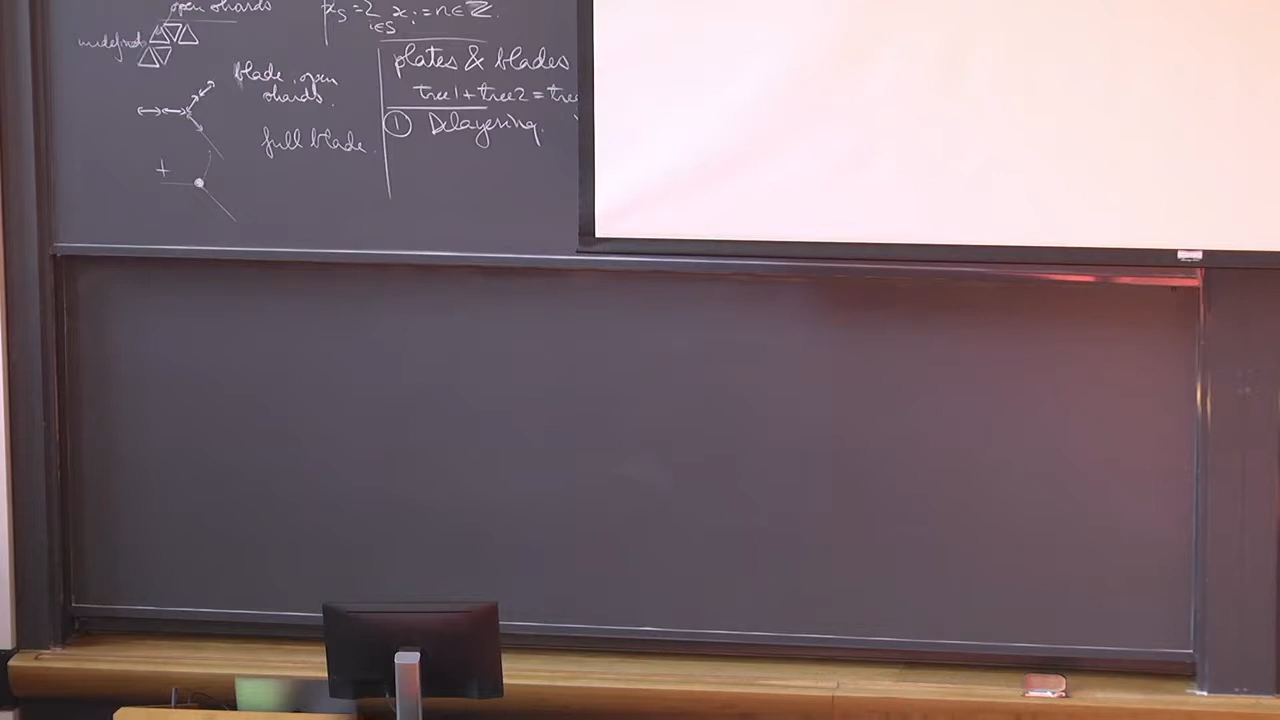 open shards
undefined
blade, open
shards.
full blade.
+
x_S = Σ_{i∈S} x_i := n ∈ ℤ.
plates & blades
tree 1 + tree 2 = tree
① Delayering.